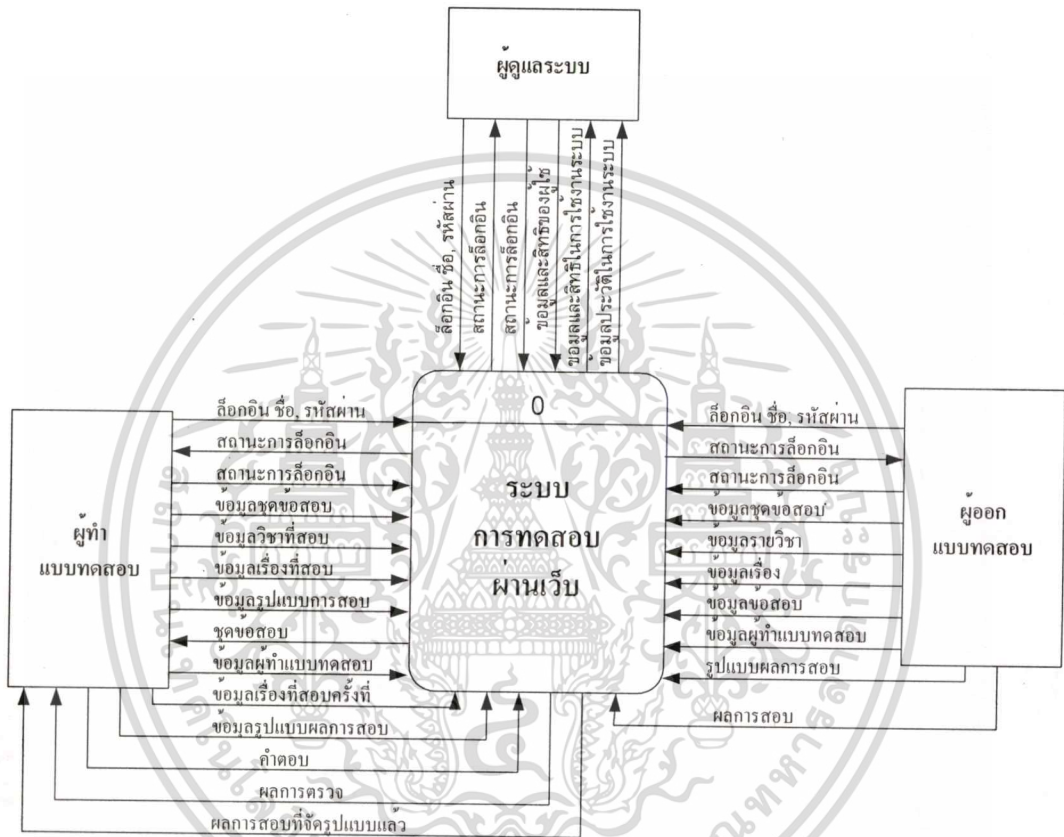 ผู้ดูแลระบบ
ล็อกอิน ชื่อ, รหัสผ่าน
สถานะการล็อกอิน
สถานะการล็อกอิน
ข้อมูลและสิทธิของผู้ใช้
ข้อมูลและสิทธิในการใช้งานระบบ
ข้อมูลประวัติในการใช้งานระบบ
ผู้ทำ
แบบทดสอบ
ล็อกอิน ชื่อ, รหัสผ่าน
สถานะการล็อกอิน
สถานะการล็อกอิน
ข้อมูลชุดข้อสอบ
ข้อมูลวิชาที่สอบ
ข้อมูลเรื่องที่สอบ
ข้อมูลรูปแบบการสอบ
ชุดข้อสอบ
ข้อมูลผู้ทำแบบทดสอบ
ข้อมูลเรื่องที่สอบครั้งที่
ข้อมูลรูปแบบผลการสอบ
คำตอบ
ผลการตรวจ
ผลการสอบที่จัดรูปแบบแล้ว
0
ระบบ
การทดสอบ
ผ่านเว็บ
ล็อกอิน ชื่อ, รหัสผ่าน
สถานะการล็อกอิน
สถานะการล็อกอิน
ข้อมูลชุดข้อสอบ
ข้อมูลรายวิชา
ข้อมูลเรื่อง
ข้อมูลข้อสอบ
ข้อมูลผู้ทำแบบทดสอบ
รูปแบบผลการสอบ
ผลการสอบ
ผู้ออก
แบบทดสอบ